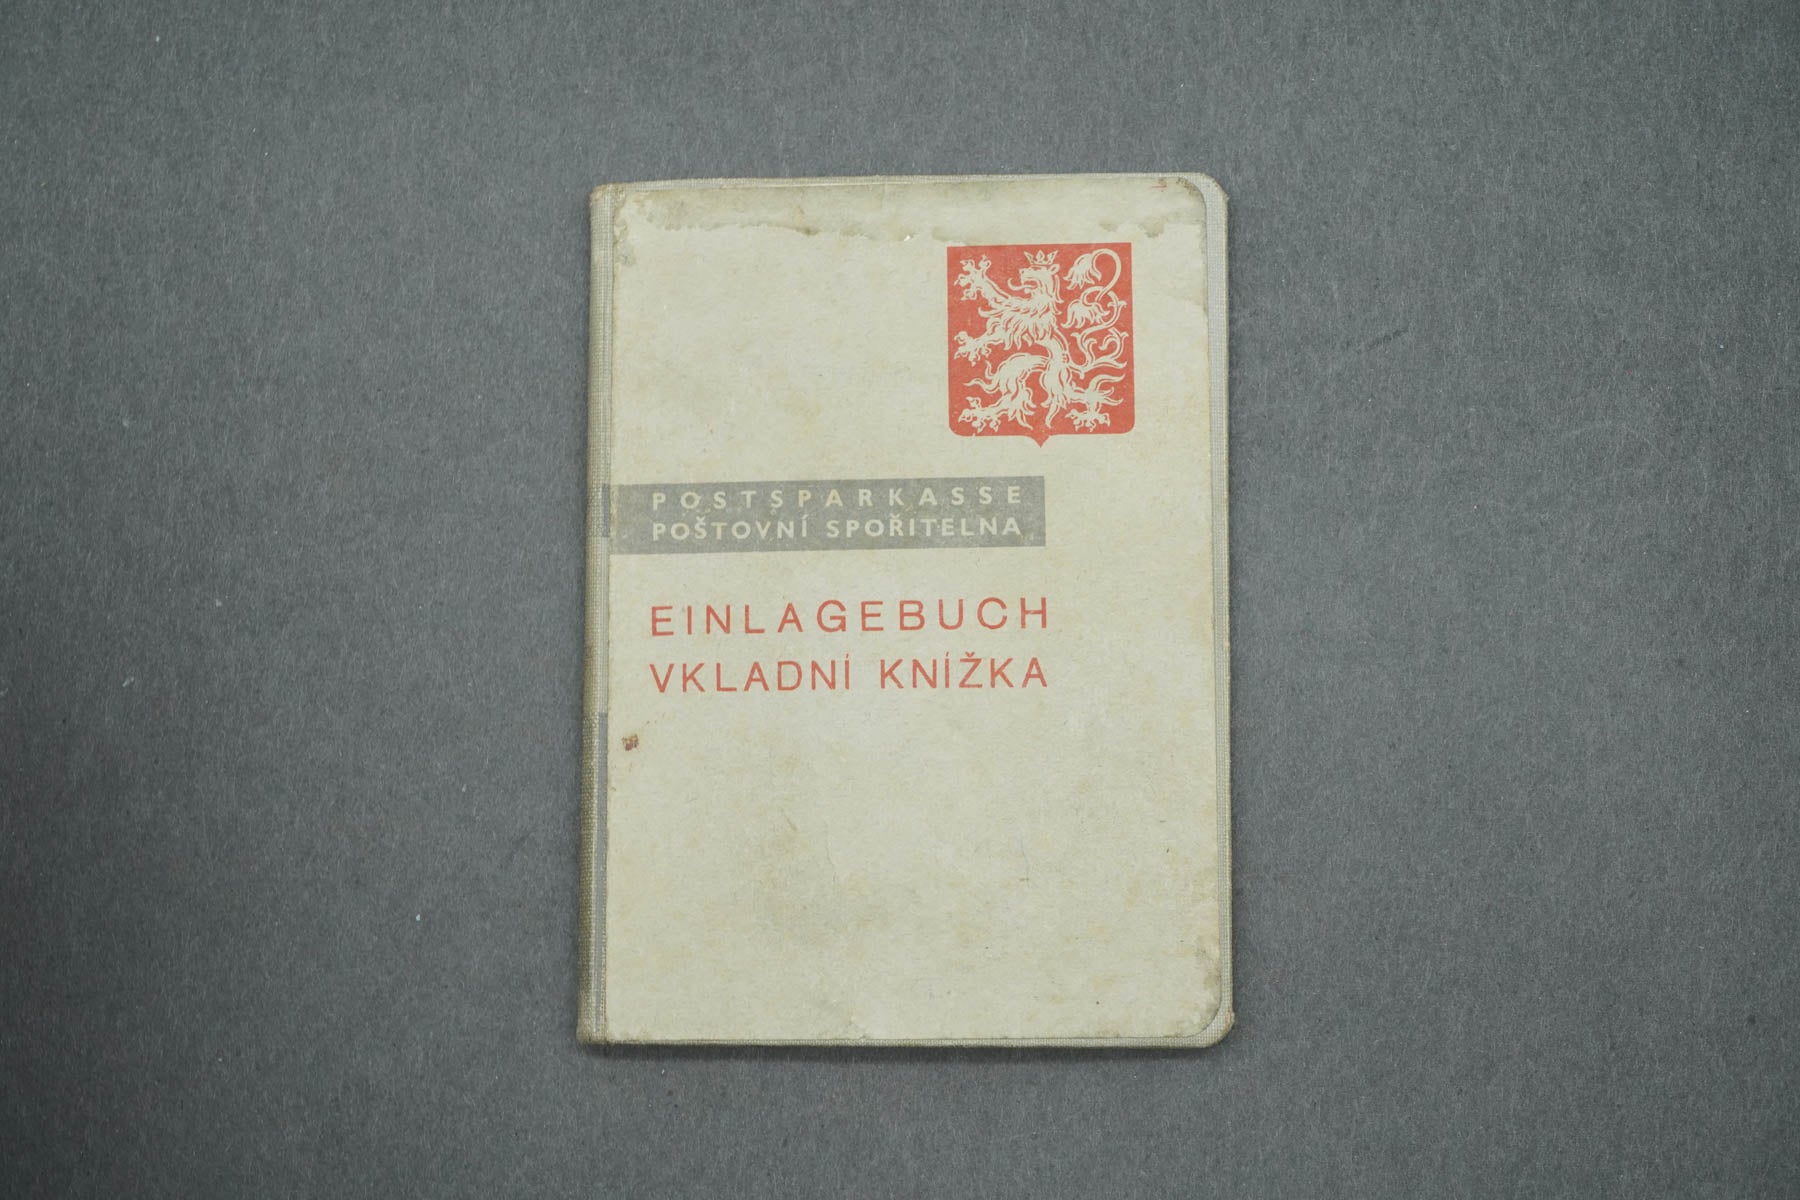 POSTSPARKASSE
POŠTOVNÍ SPOŘITELNA
EINLAGEBUCH
VKLADNÍ KNÍŽKA